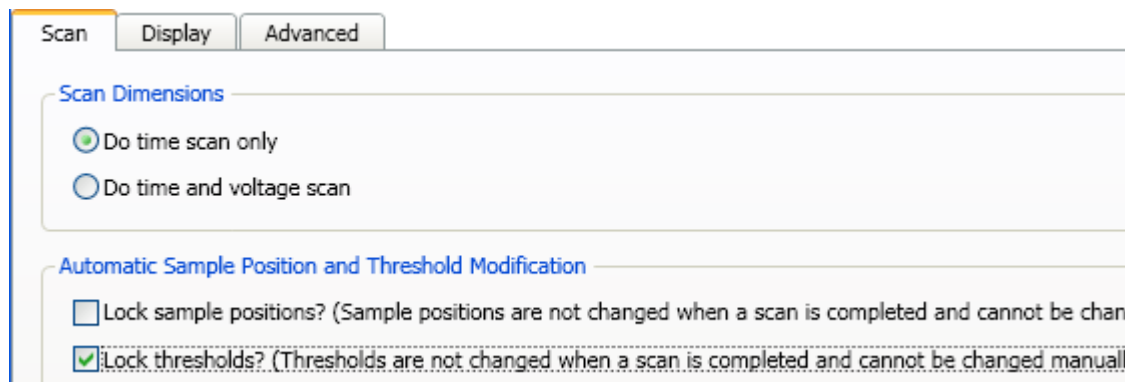 Scan Display Advanced
Scan Dimensions
Do time scan only
Do time and voltage scan
Automatic Sample Position and Threshold Modification
Lock sample positions? (Sample positions are not changed when a scan is completed and cannot be
Lock thresholds? (Thresholds are not changed when a scan is completed and cannot be changed